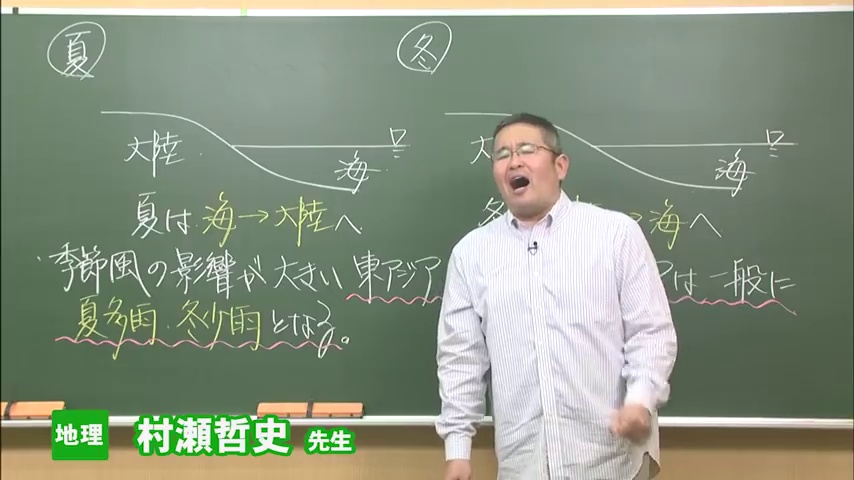 夏
冬
大陸
海
大
海
夏は 海→大陸へ
海へ
季節風の影響が大きい 東アジア
は一般に
夏多雨・冬少雨となる。
地理 村瀬哲史 先生